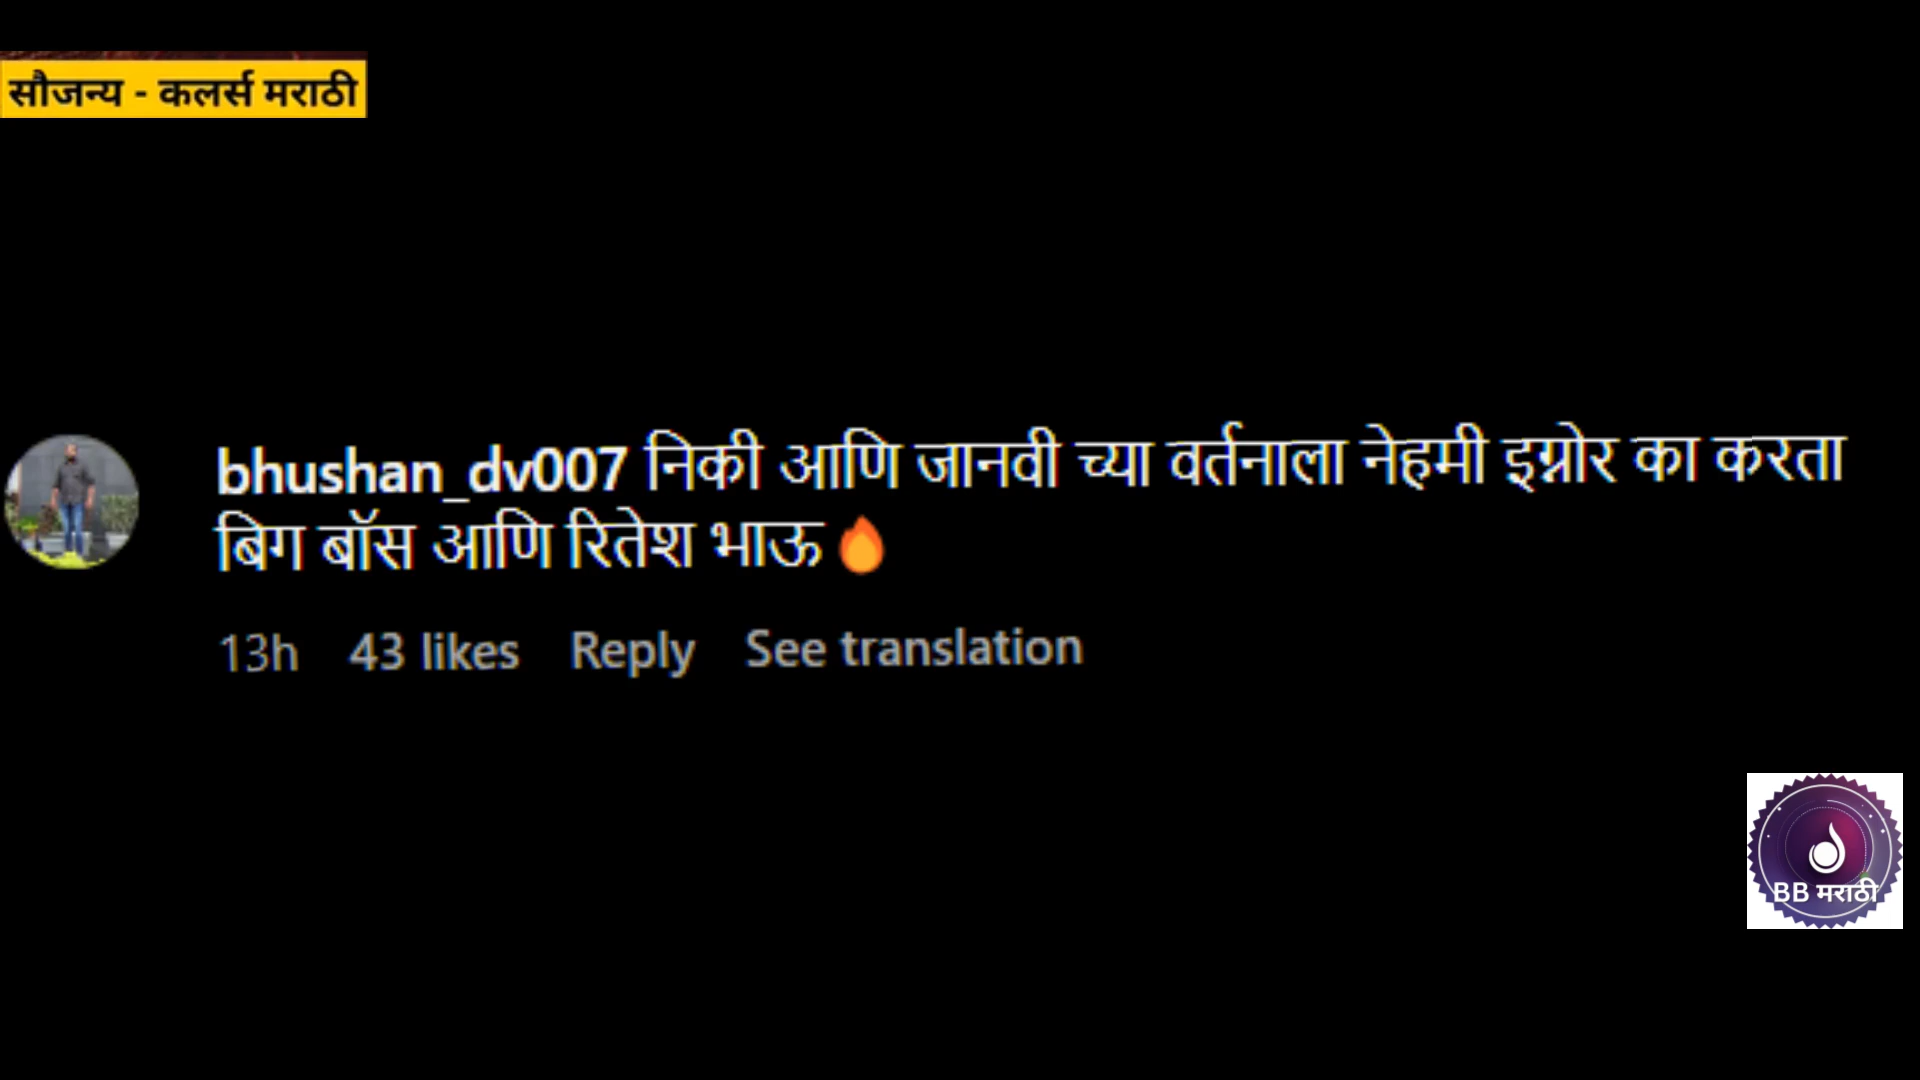 सौजन्य - कलर्स मराठी
bhushan_dv007 निकी आणि जानवी च्या वर्तनाला नेहमी इग्नोर का करता
बिग बॉस आणि रितेश भाऊ🔥
13h 43 likes Reply See translation
BB मराठी